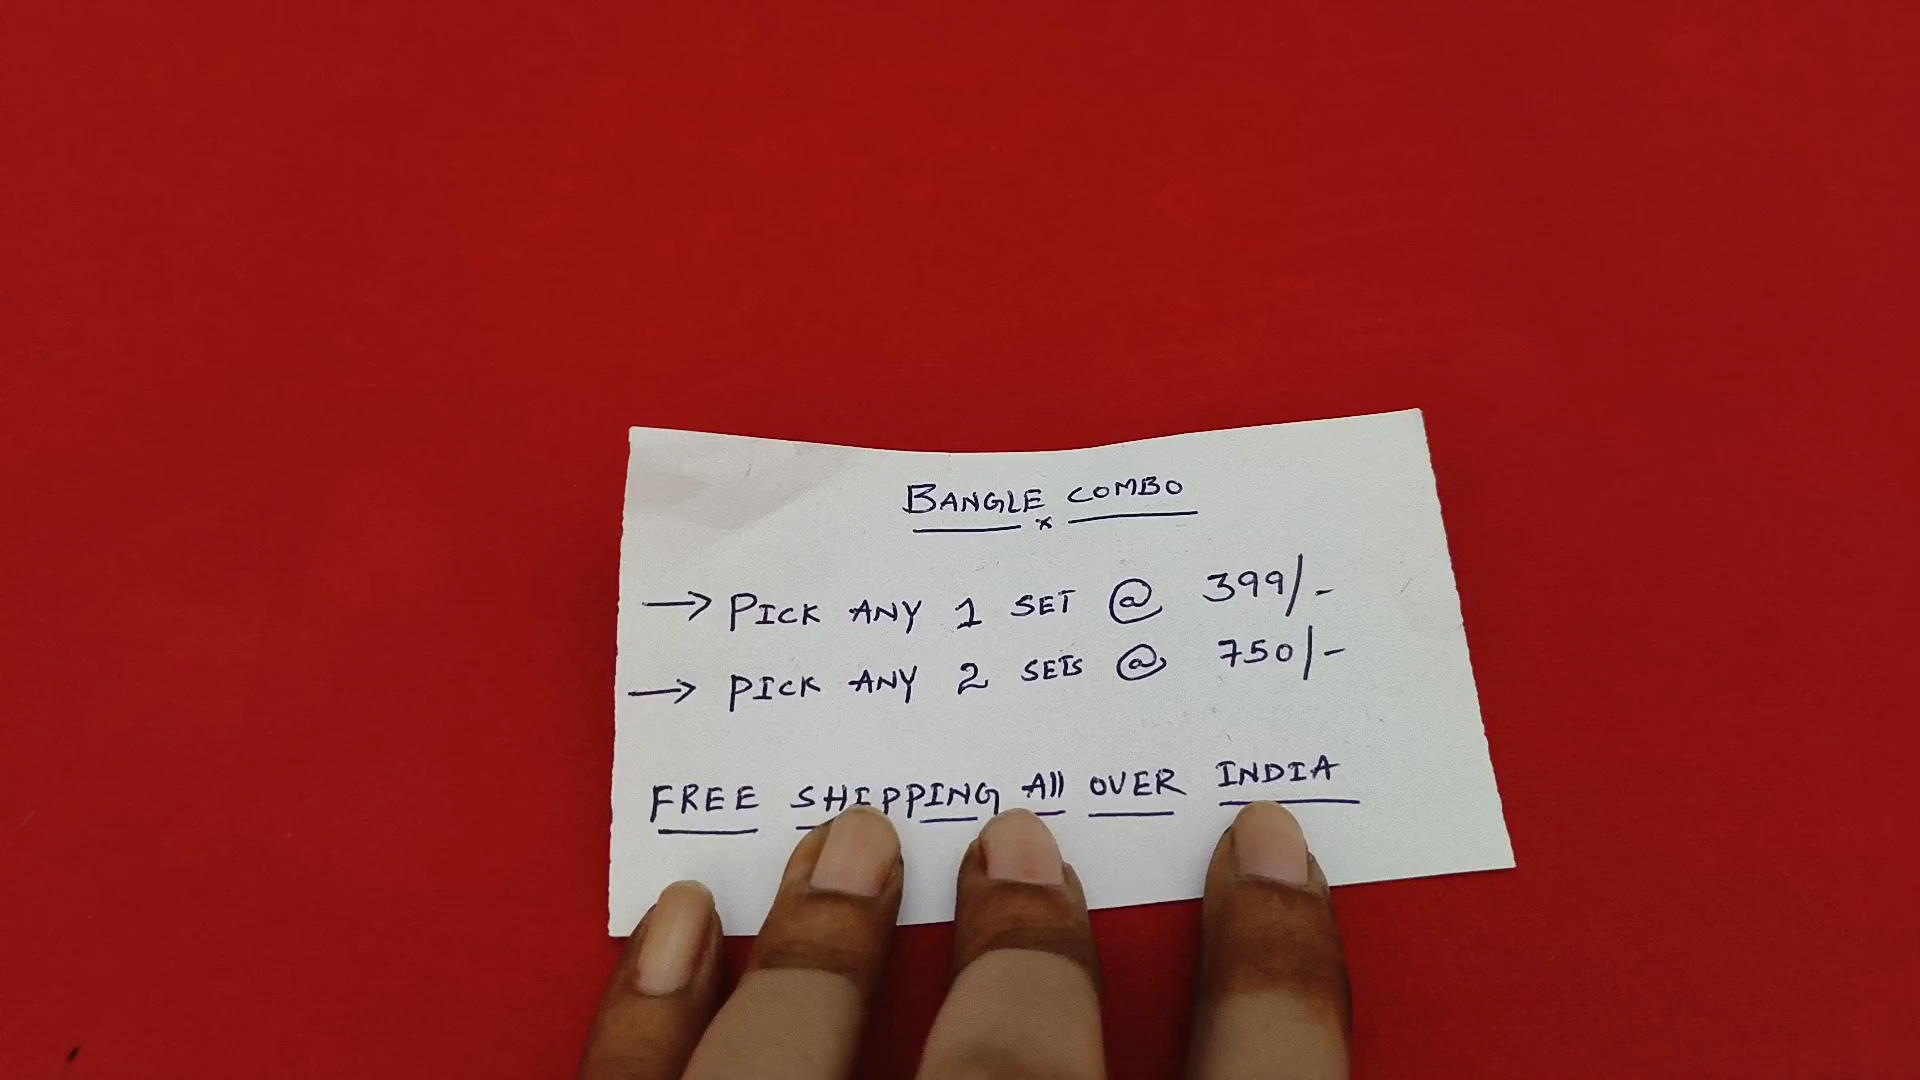 BANGLE COMBO
x
→ PICK ANY 1 SET @ 399/-
→ PICK ANY 2 SETS @ 750/-
FREE SHIPPING All OVER INDIA